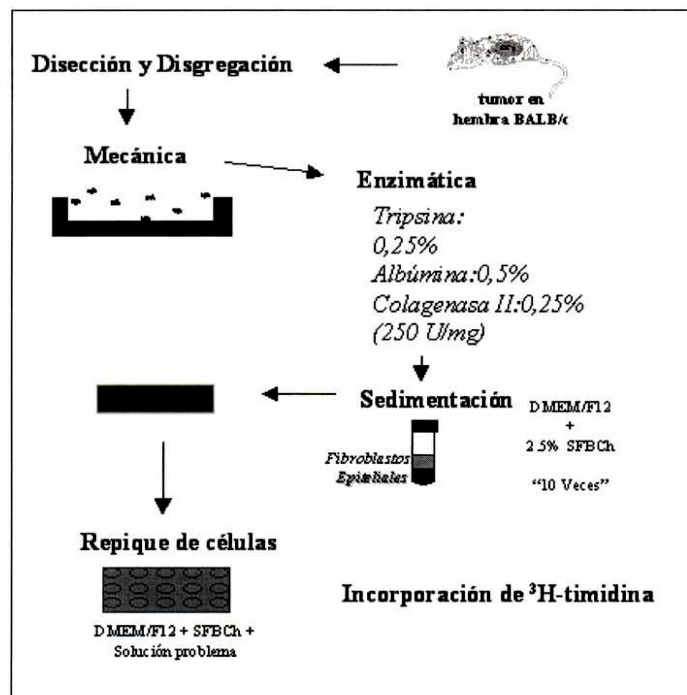 Disección y Disgregación
tumor en
hembra BALB/c
Mecánica
Enzimática
Tripsina:
0,25%
Albúmina:0,5%
Colagenasa II:0,25%
(250 U/mg)
Sedimentación
Fibroblastos
Epiteliales
DMEM/F12
+
2.5% SFBCh
“10 Veces”
Repique de células
DMEM/F12 + SFBCh +
Solución problema
Incorporación de ³H-timidina